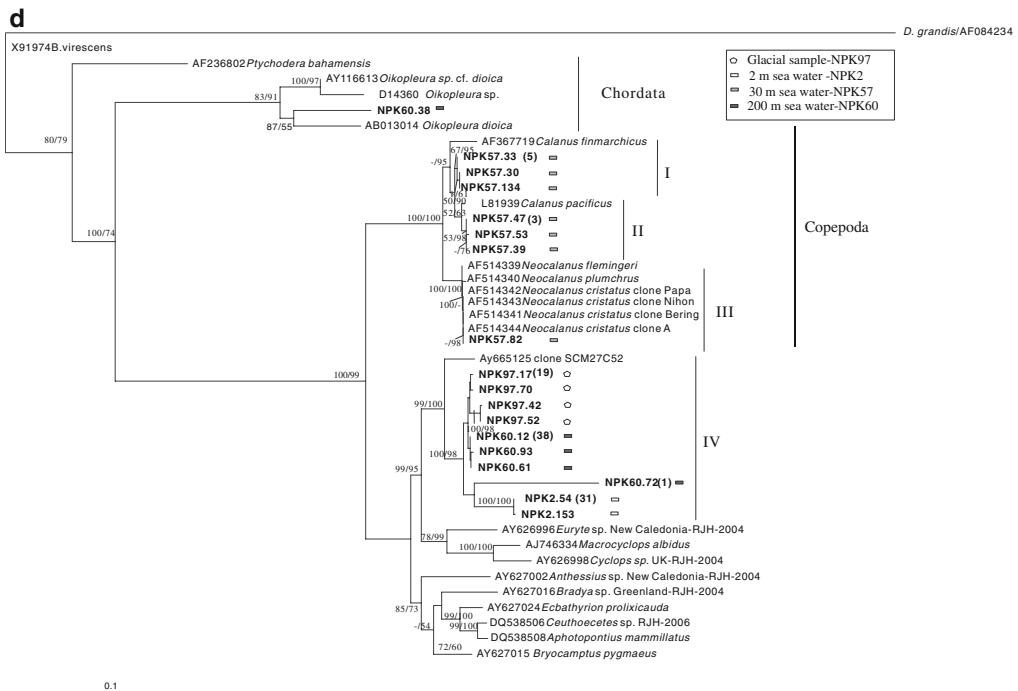 d
D. grandis/AF084234
X91974B.virescens
AF236802 Ptychodera bahamensis
Glacial sample-NPK97
2 m sea water -NPK2
30 m sea water-NPK57
200 m sea water-NPK60
AY116613 Oikopleura sp. cf. dioica
100/97
D14360 Oikopleura sp.
83/91
Chordata
NPK60.38
87/55
AB013014 Oikopleura dioica
80/79
AF367719 Calanus finmarchicus
67/95
NPK57.33 (5)
-/95
NPK57.30
I
NPK57.134
50/90
L81939 Calanus pacificus
52/63
NPK57.47 (3)
100/100
Copepoda
100/74
NPK57.53
II
53/98
NPK57.39
-/76
AF514339 Neocalanus flemingeri
AF514340 Neocalanus plumchrus
100/100
AF514342 Neocalanus cristatus clone Papa
100/-
AF514343 Neocalanus cristatus clone Nihon
III
AF514341 Neocalanus cristatus clone Bering
AF514344 Neocalanus cristatus clone A
NPK57.82
-/98
Ay665125 clone SCM27C52
100/99
NPK97.17 (19)
NPK97.70
NPK97.42
99/100
NPK97.52
100/98
NPK60.12 (38)
IV
NPK60.93
100/98
NPK60.61
99/95
NPK60.72 (1)
NPK2.54 (31)
100/100
NPK2.153
AY626996 Euryte sp. New Caledonia-RJH-2004
78/99
AJ746334 Macrocyclops albidus
100/100
AY626998 Cyclops sp. UK-RJH-2004
AY627002 Anthessius sp. New Caledonia-RJH-2004
AY627016 Bradya sp. Greenland-RJH-2004
85/73
AY627024 Ecbathyrion prolixicauda
99/100
DQ538506 Ceuthoecetes sp. RJH-2006
99/100
-/54
DQ538508 Aphotopontius mammillatus
72/60
AY627015 Bryocamptus pygmaeus
0.1